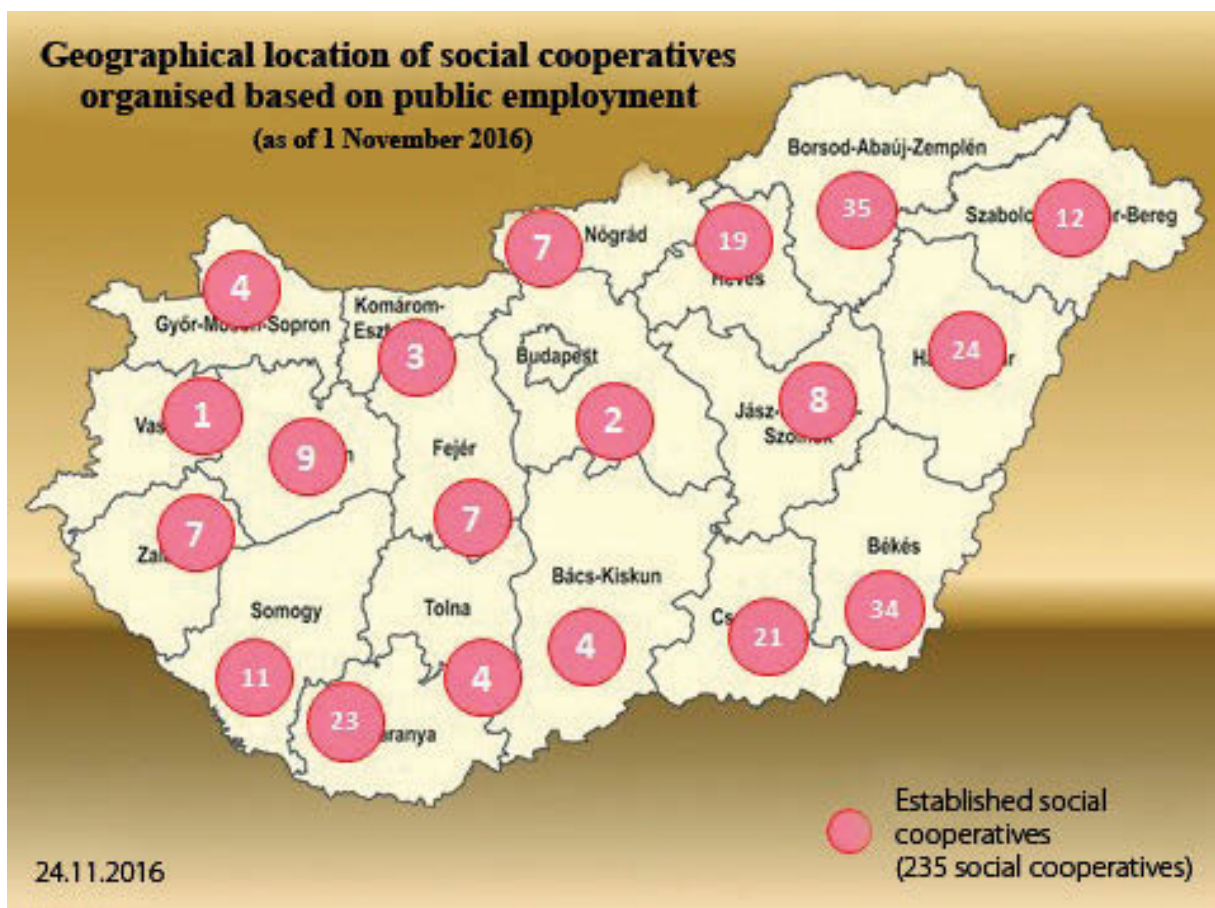 Geographical location of social cooperatives
organised based on public employment
(as of 1 November 2016)
Borsod-Abaúj-Zemplén
35
12
-Bereg
Nógrád
7
19
4
Győr-Moson-Sopron
Komárom-
3
Budapest
24
1
9
Fejér
2
8
Jász-
7
7
Békés
Bács-Kiskun
Somogy
Tolna
34
21
4
4
11
23
Established social
cooperatives
(235 social cooperatives)
24.11.2016